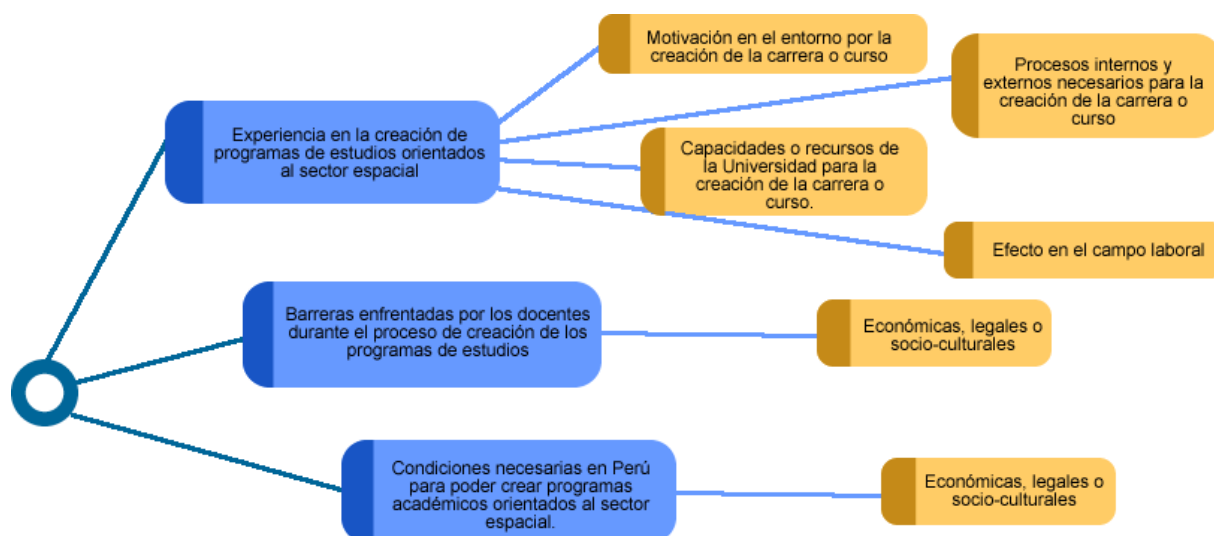 Motivación en el entorno por la
creación de la carrera o curso
Procesos internos y
externos necesarios para la
creación de la carrera o
curso
Experiencia en la creación de
programas de estudios orientados
al sector espacial
Capacidades o recursos de
la Universidad para la
creación de la carrera o
curso.
Efecto en el campo laboral
Barreras enfrentadas por los docentes
durante el proceso de creación de los
programas de estudios
Económicas, legales o
socio-culturales
Condiciones necesarias en Perú
para poder crear programas
académicos orientados al sector
espacial.
Económicas, legales o
socio-culturales